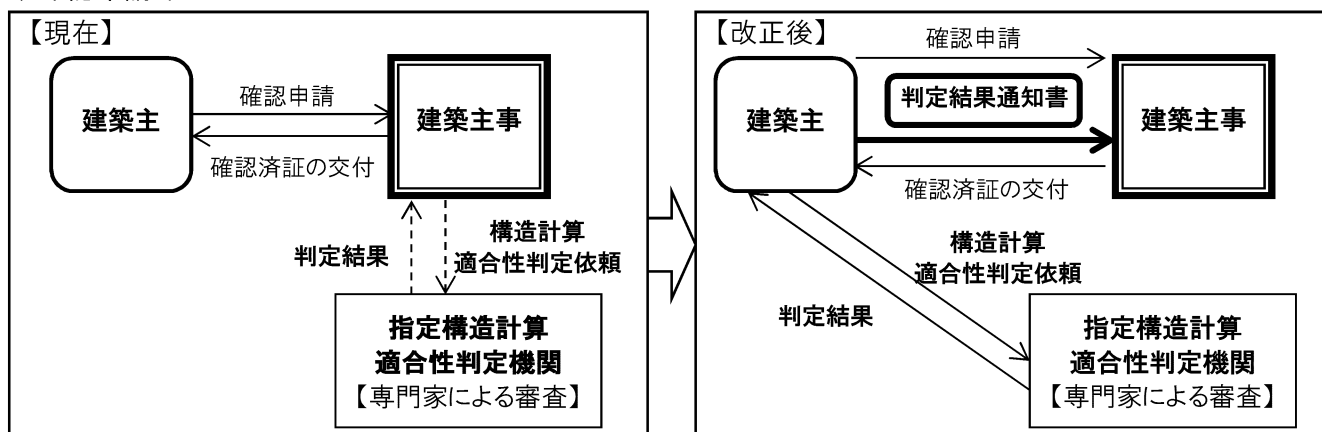 【現在】
建築主
確認申請
確認済証の交付
建築主事
判定結果
構造計算
適合性判定依頼
指定構造計算
適合性判定機関
【専門家による審査】
【改正後】
建築主
確認申請
判定結果通知書
確認済証の交付
建築主事
構造計算
適合性判定依頼
判定結果
指定構造計算
適合性判定機関
【専門家による審査】